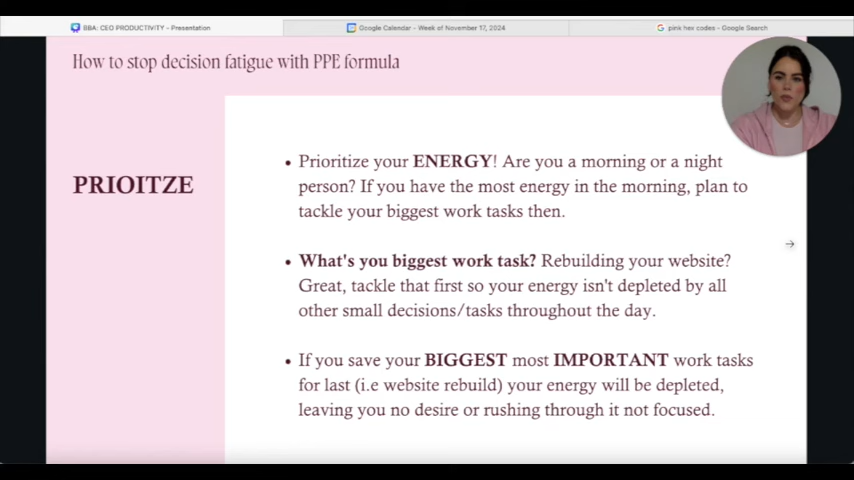 BBA: CEO PRODUCTIVITY - Presentation
Google Calendar - Week of November 17, 2024
pink hex codes - Google Search
How to stop decision fatigue with PPE formula
PRIOITZE
• Prioritize your ENERGY! Are you a morning or a night
person? If you have the most energy in the morning, plan to
tackle your biggest work tasks then.
• What's you biggest work task? Rebuilding your website?
Great, tackle that first so your energy isn't depleted by all
other small decisions/tasks throughout the day.
• If you save your BIGGEST most IMPORTANT work tasks
for last (i.e website rebuild) your energy will be depleted,
leaving you no desire or rushing through it not focused.